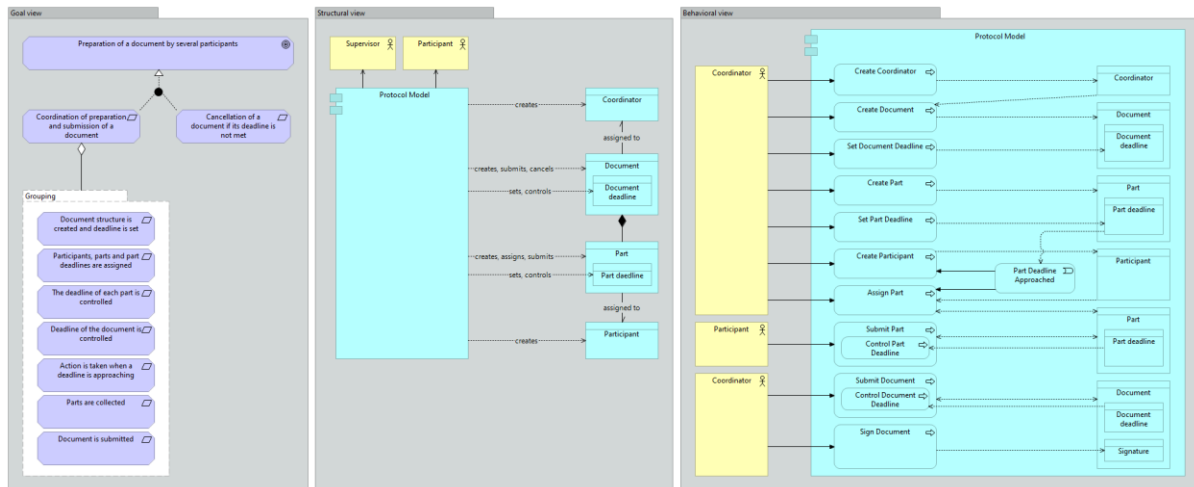 Goal view
Preparation of a document by several participants
Coordination of preparation
and submission of a
document
Cancellation of a
document if its deadline is
not met
Grouping
Document structure is
created and deadline is set
Participants, parts and part
deadlines are assigned
The deadline of each part is
controlled
Deadline of the document is
controlled
Action is taken when a
deadline is approaching
Parts are collected
Document is submitted
Structural view
Supervisor
Participant
Protocol Model
creates
Coordinator
assigned to
creates, submits, cancels
Document
sets, controls
Document
deadline
creates, assigns, submits
Part
sets, controls
Part daedline
assigned to
creates
Participant
Behavioral view
Protocol Model
Coordinator
Create Coordinator
Coordinator
Create Document
Document
Document
deadline
Set Document Deadline
Create Part
Part
Part deadline
Set Part Deadline
Create Participant
Participant
Part Deadline
Approached
Assign Part
Participant
Submit Part
Control Part
Deadline
Part
Part deadline
Coordinator
Submit Document
Control Document
Deadline
Document
Document
deadline
Sign Document
Signature